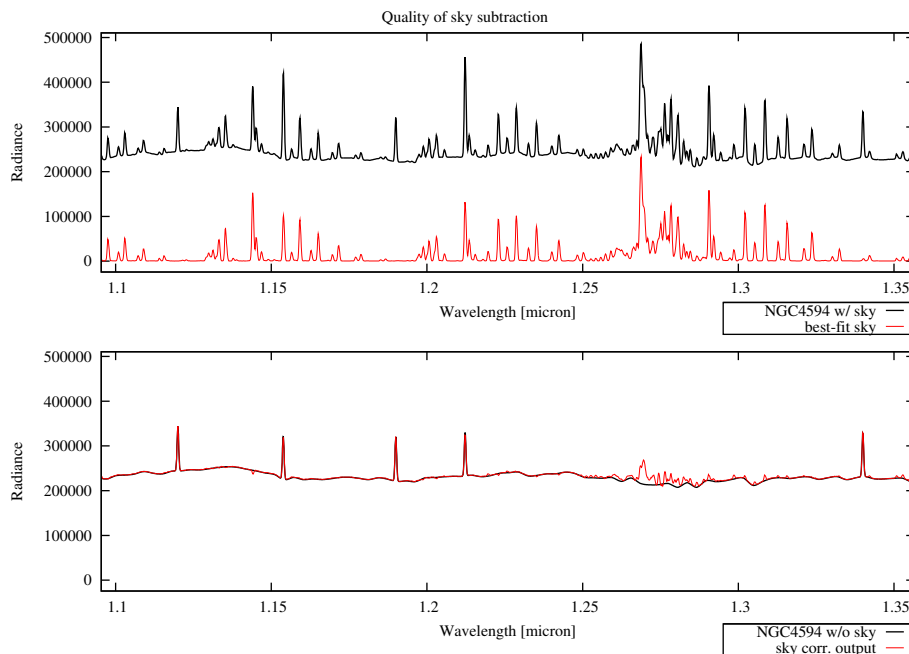 Quality of sky subtraction
500000
400000
300000
200000
100000
0
Radiance
1.1 1.15 1.2 1.25 1.3 1.35
Wavelength [micron]
NGC4594 w/ sky
best-fit sky
500000
400000
300000
200000
100000
0
Radiance
1.1 1.15 1.2 1.25 1.3 1.35
Wavelength [micron]
NGC4594 w/o sky
sky corr. output